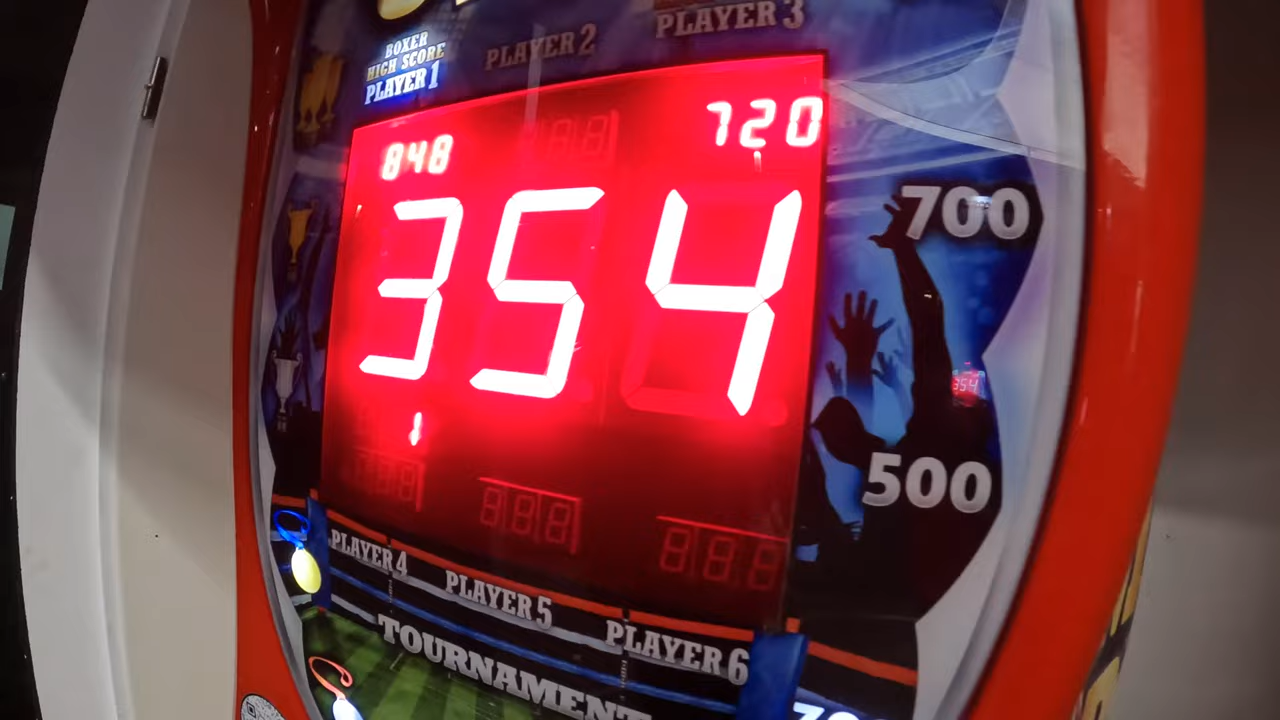 BOXER
HIGH SCORE
PLAYER 1
PLAYER 2
PLAYER 3
848
720
354
700
500
354
PLAYER 4
PLAYER 5
PLAYER 6
TOURNAMENT